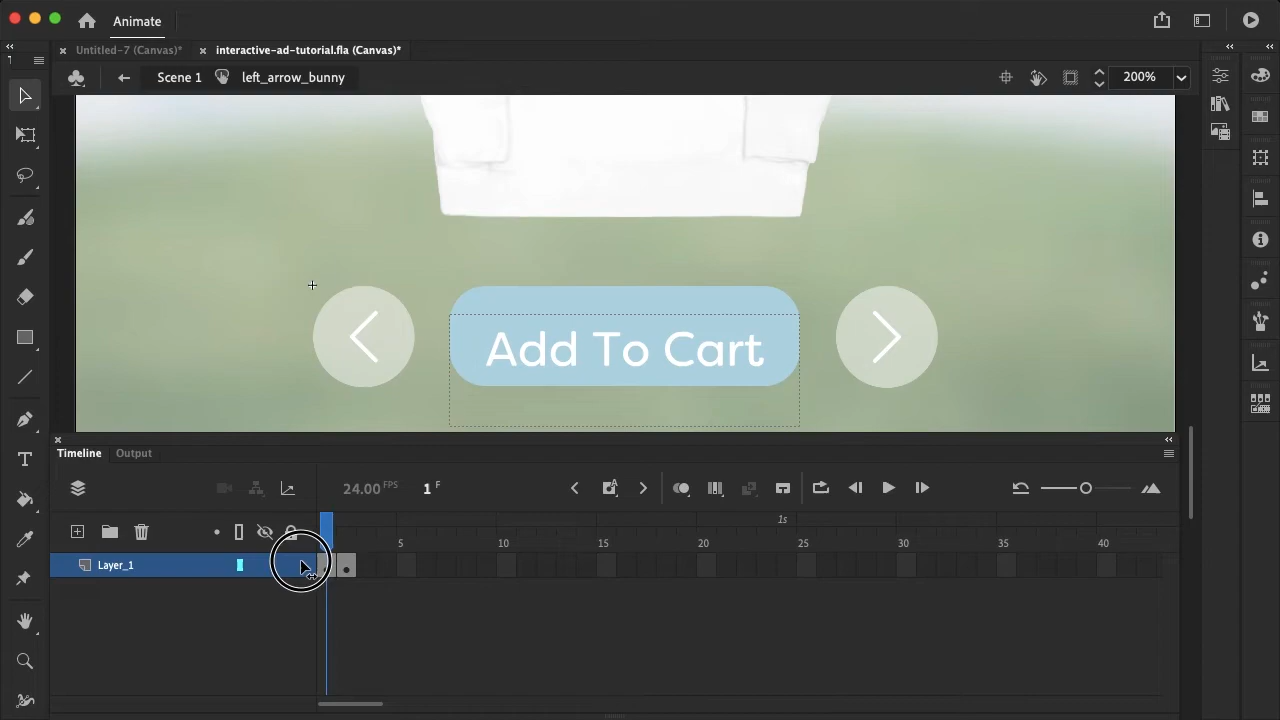 Animate
Untitled-7 (Canvas)*
interactive-ad-tutorial.fla (Canvas)*
Scene 1
left_arrow_bunny
200%
Add To Cart
Timeline
Output
24.00 FPS
1 F
1s
5 10 15 20 25 30 35 40
Layer_1